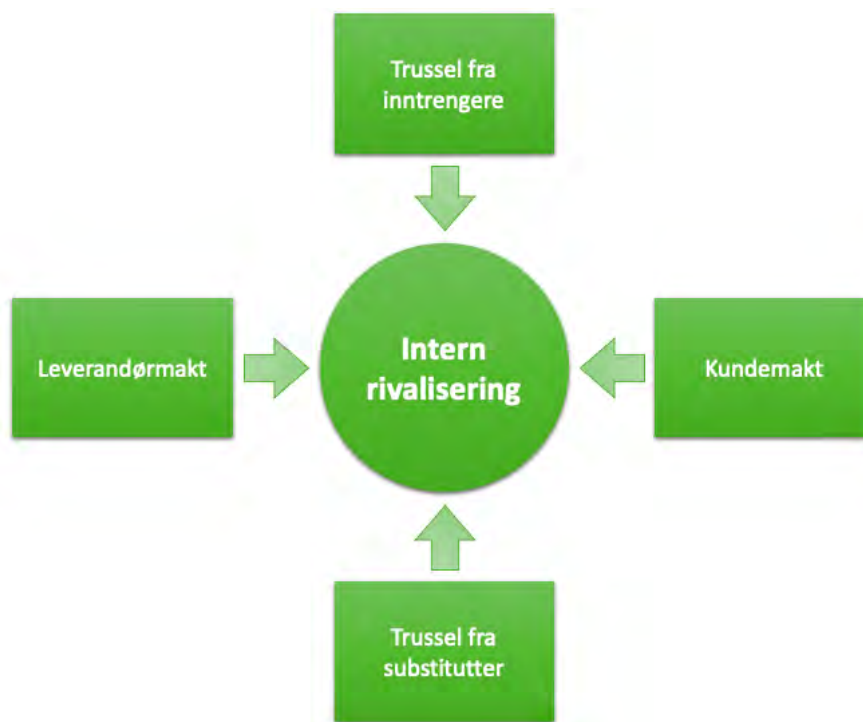 Trussel fra
inntrengere
Leverandørmakt
Intern
rivalisering
Kundemakt
Trussel fra
substitutter